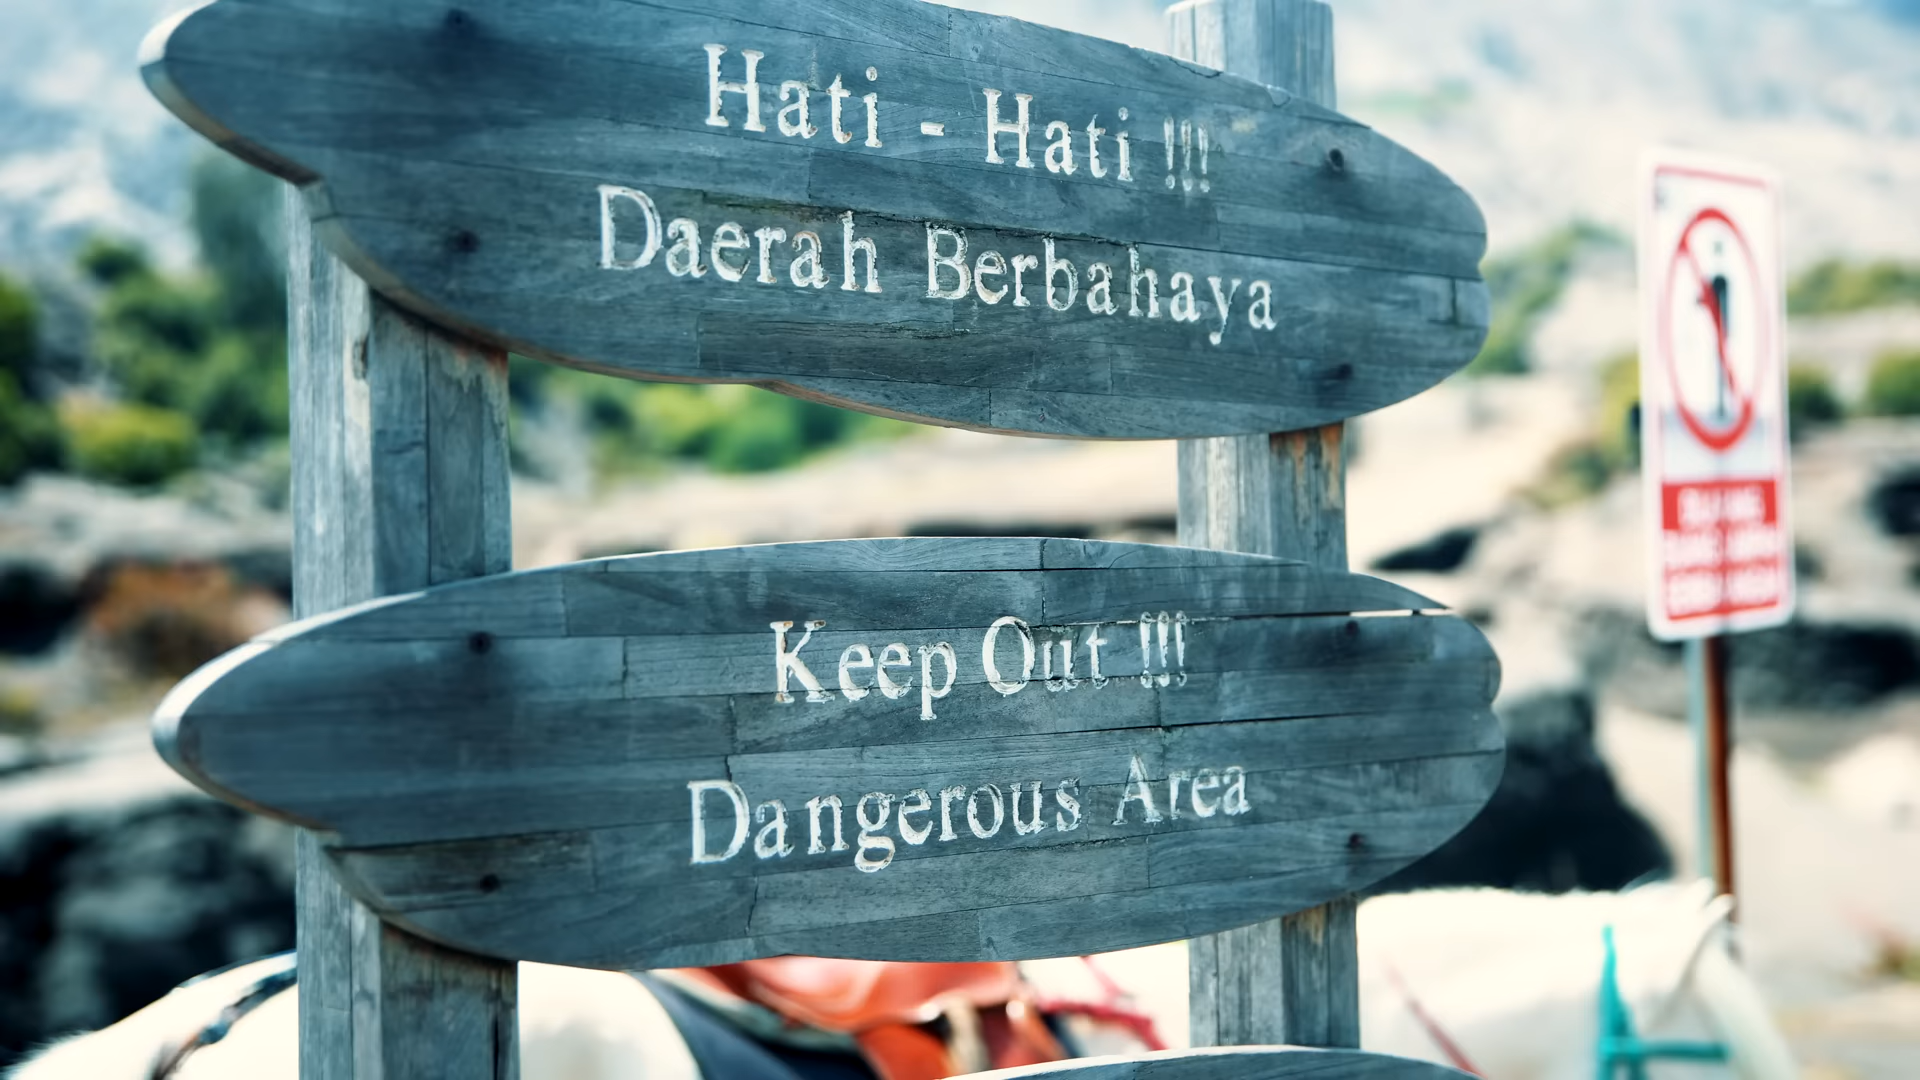 Hati - Hati !!!
Daerah Berbahaya
Keep Out !!!
Dangerous Area